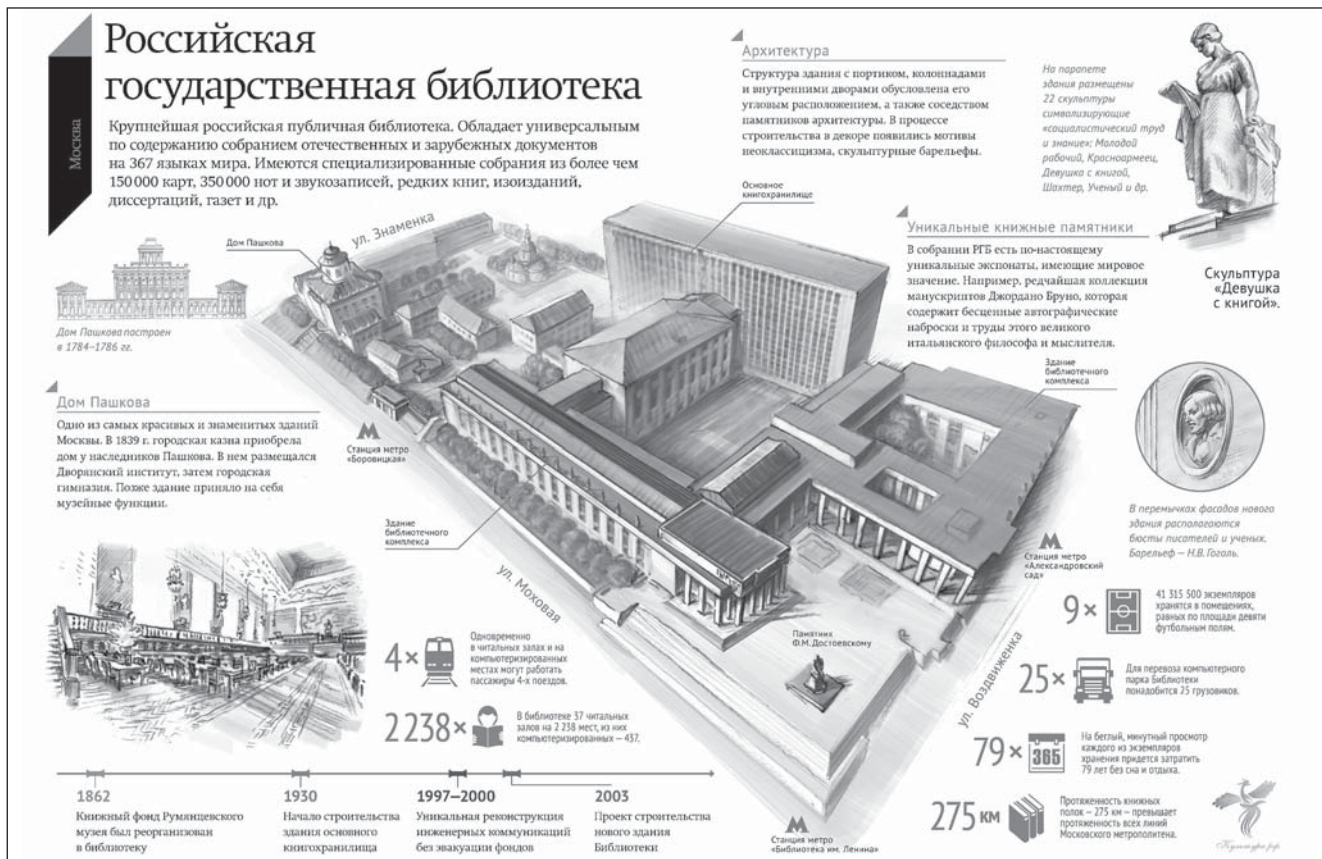 Москва
Российская
государственная библиотека
Крупнейшая российская публичная библиотека. Обладает универсальным
по содержанию собранием отечественных и зарубежных документов
на 367 языках мира. Имеются специализированные собрания из более чем
150 000 карт, 350 000 нот и звукозаписей, редких книг, изоизданий,
диссертаций, газет и др.
Архитектура
Структура здания с портиком, колоннадами
и внутренними дворами обусловлена его
угловым расположением, а также соседством
памятников архитектуры. В процессе
строительства в декоре появились мотивы
неоклассицизма, скульптурные барельефы.
На парапете
здания размещены
22 скульптуры
символизирующие
«социалистический труд
и знание»: Молодой
рабочий, Красноармеец,
Девушка с книгой,
Шахтер, Ученый и др.
Скульптура
«Девушка
с книгой».
Уникальные книжные памятники
В собрании РГБ есть по-настоящему
уникальные экспонаты, имеющие мировое
значение. Например, редчайшая коллекция
манускриптов Джордано Бруно, которая
содержит бесценные автографические
наброски и труды этого великого
итальянского философа и мыслителя.
Основное
книгохранилище
ул. Знаменка
Дом Пашкова
Дом Пашкова построен
в 1784–1786 гг.
Дом Пашкова
Одно из самых красивых и знаменитых зданий
Москвы. В 1839 г. городская казна приобрела
дом у наследников Пашкова. В нем размещался
Дворянский институт, затем городская
гимназия. Позже здание приняло на себя
музейные функции.
Станция метро
«Боровицкая»
Здание
библиотечного
комплекса
ул. Моховая
Здание
библиотечного
комплекса
В перемычках фасадов нового
здания располагаются
бюсты писателей и ученых.
Барельеф — Н.В. Гоголь.
Станция метро
«Александровский
сад»
Памятник
Ф.М. Достоевскому
ул. Воздвиженка
Станция метро
«Библиотека им. Ленина»
4×
Одновременно
в читальных залах и на
компьютеризированных
местах могут работать
пассажиры 4-х поездов.
2238×
В библиотеке 37 читальных
залов на 2 238 мест, из них
компьютеризированных — 437.
9×
41 315 500 экземпляров
хранятся в помещениях,
равных по площади девяти
футбольным полям.
25×
Для перевоза компьютерного
парка Библиотеки
понадобится 25 грузовиков.
79×
365
На беглый, минутный просмотр
каждого из экземпляров
хранения придется затратить
79 лет без сна и отдыха.
275 км
Протяженность книжных
полок — 275 км — превышает
протяженность всех линий
Московского метрополитена.
1862
Книжный фонд Румянцевского
музея был реорганизован
в библиотеку
1930
Начало строительства
здания основного
книгохранилища
1997—2000
Уникальная реконструкция
инженерных коммуникаций
без эвакуации фондов
2003
Проект строительства
нового здания
Библиотеки
Культура.рф